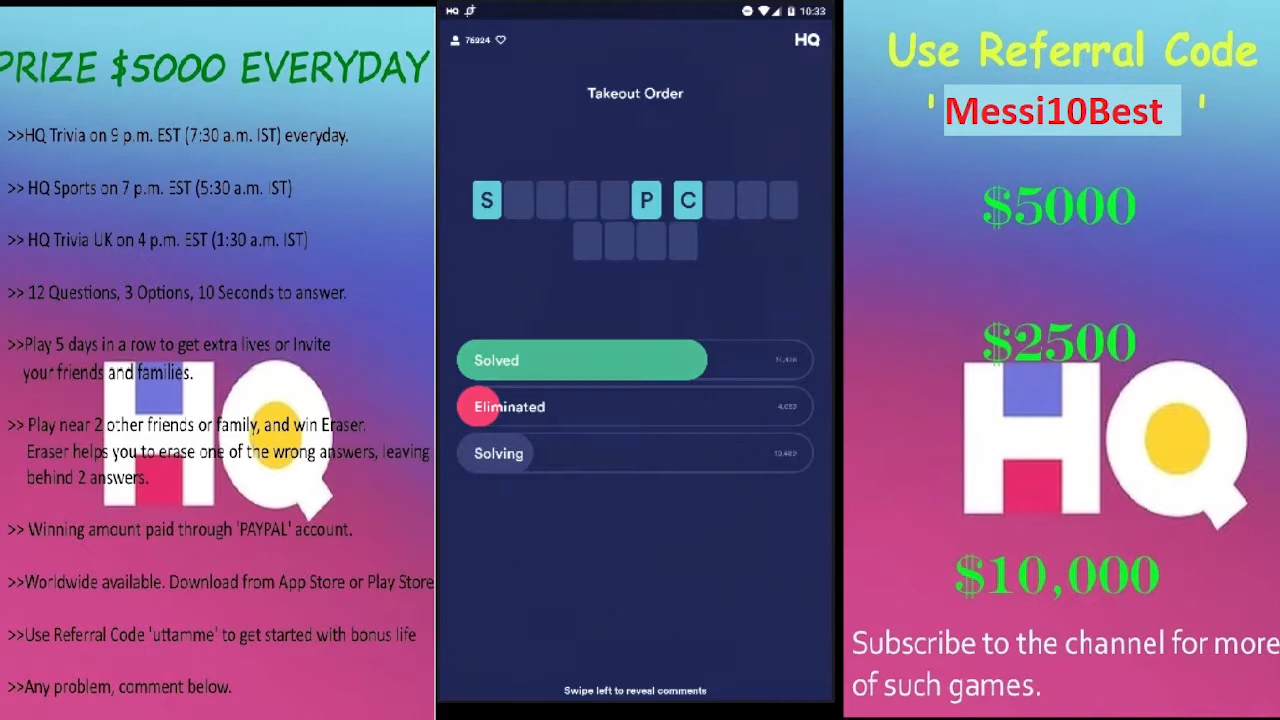 PRIZE $5000 EVERYDAY
>>HQ Trivia on 9 p.m. EST (7:30 a.m. IST) everyday.
>> HQ Sports on 7 p.m. EST (5:30 a.m. IST)
>> HQ Trivia UK on 4 p.m. EST (1:30 a.m. IST)
>> 12 Questions, 3 Options, 10 Seconds to answer.
>>Play 5 days in a row to get extra lives or Invite
your friends and families.
>> Play near 2 other friends or family, and win Eraser.
Eraser helps you to erase one of the wrong answers, leaving
behind 2 answers.
>> Winning amount paid through 'PAYPAL' account.
>>Worldwide available. Download from App Store or Play Store
>>Use Referral Code 'uttamme' to get started with bonus life
>>Any problem, comment below.
HQ
HQ 10:33
76924 HQ
Takeout Order
S P C
Solved
Eliminated
Solving
Swipe left to reveal comments
Use Referral Code
' Messi10Best '
$5000
$2500
HQ
$10,000
Subscribe to the channel for more
of such games.